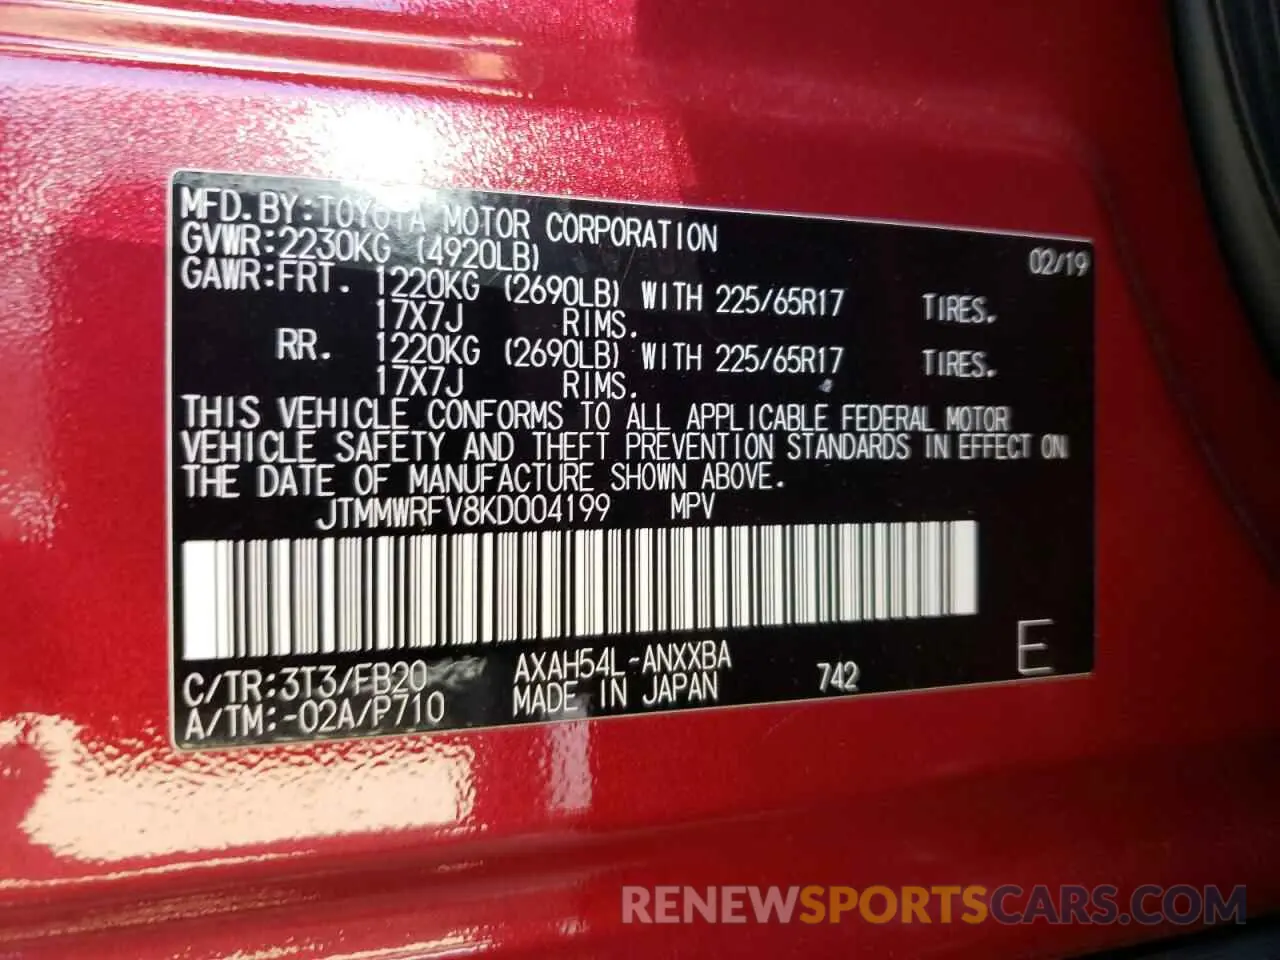 MFD.BY:TOYOTA MOTOR CORPORATION 02/19
GVWR:2230KG (4920LB)
GAWR:FRT. 1220KG (2690LB) WITH 225/65R17 TIRES.
17X7J RIMS.
RR. 1220KG (2690LB) WITH 225/65R17 TIRES.
17X7J RIMS.
THIS VEHICLE CONFORMS TO ALL APPLICABLE FEDERAL MOTOR
VEHICLE SAFETY AND THEFT PREVENTION STANDARDS IN EFFECT ON
THE DATE OF MANUFACTURE SHOWN ABOVE.
JTMMWRFV8KD004199 MPV
C/TR:3T3/FB20 AXAH54L-ANXXBA 742 E
A/TM:-02A/P710 MADE IN JAPAN
RENEWSPORTSCARS.COM